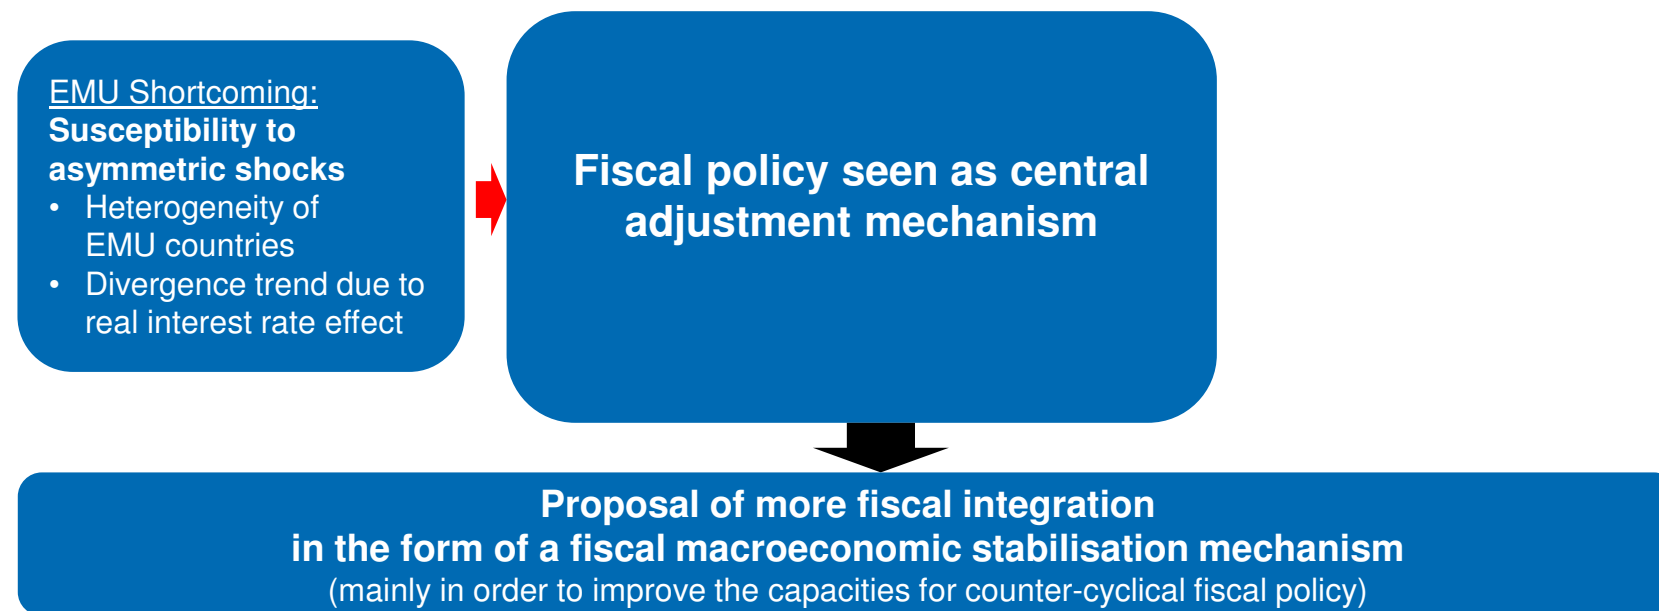 EMU Shortcoming:
Susceptibility to
asymmetric shocks
• Heterogeneity of
EMU countries
• Divergence trend due to
real interest rate effect
Fiscal policy seen as central
adjustment mechanism
Proposal of more fiscal integration
in the form of a fiscal macroeconomic stabilisation mechanism
(mainly in order to improve the capacities for counter-cyclical fiscal policy)